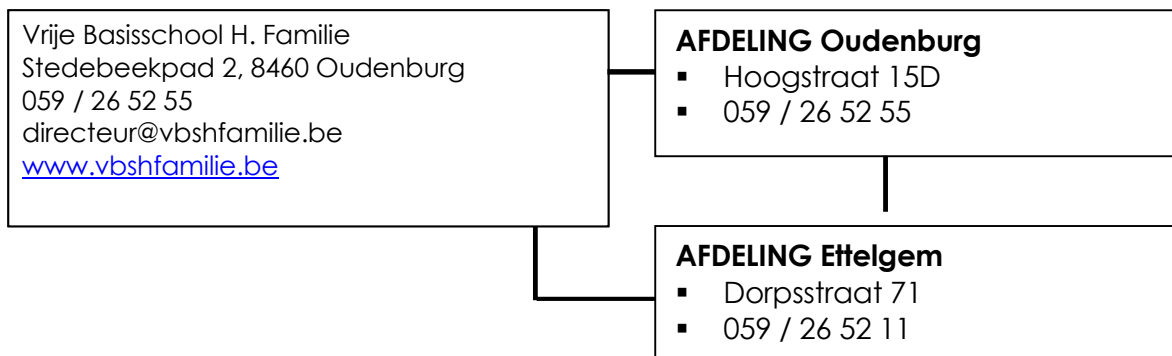 Vrije Basisschool H. Familie
Stedebeekpad 2, 8460 Oudenburg
059 / 26 52 55
directeur@vbshfamilie.be
www.vbshfamilie.be
AFDELING Oudenburg
▪ Hoogstraat 15D
▪ 059 / 26 52 55
AFDELING Ettelgem
▪ Dorpsstraat 71
▪ 059 / 26 52 11